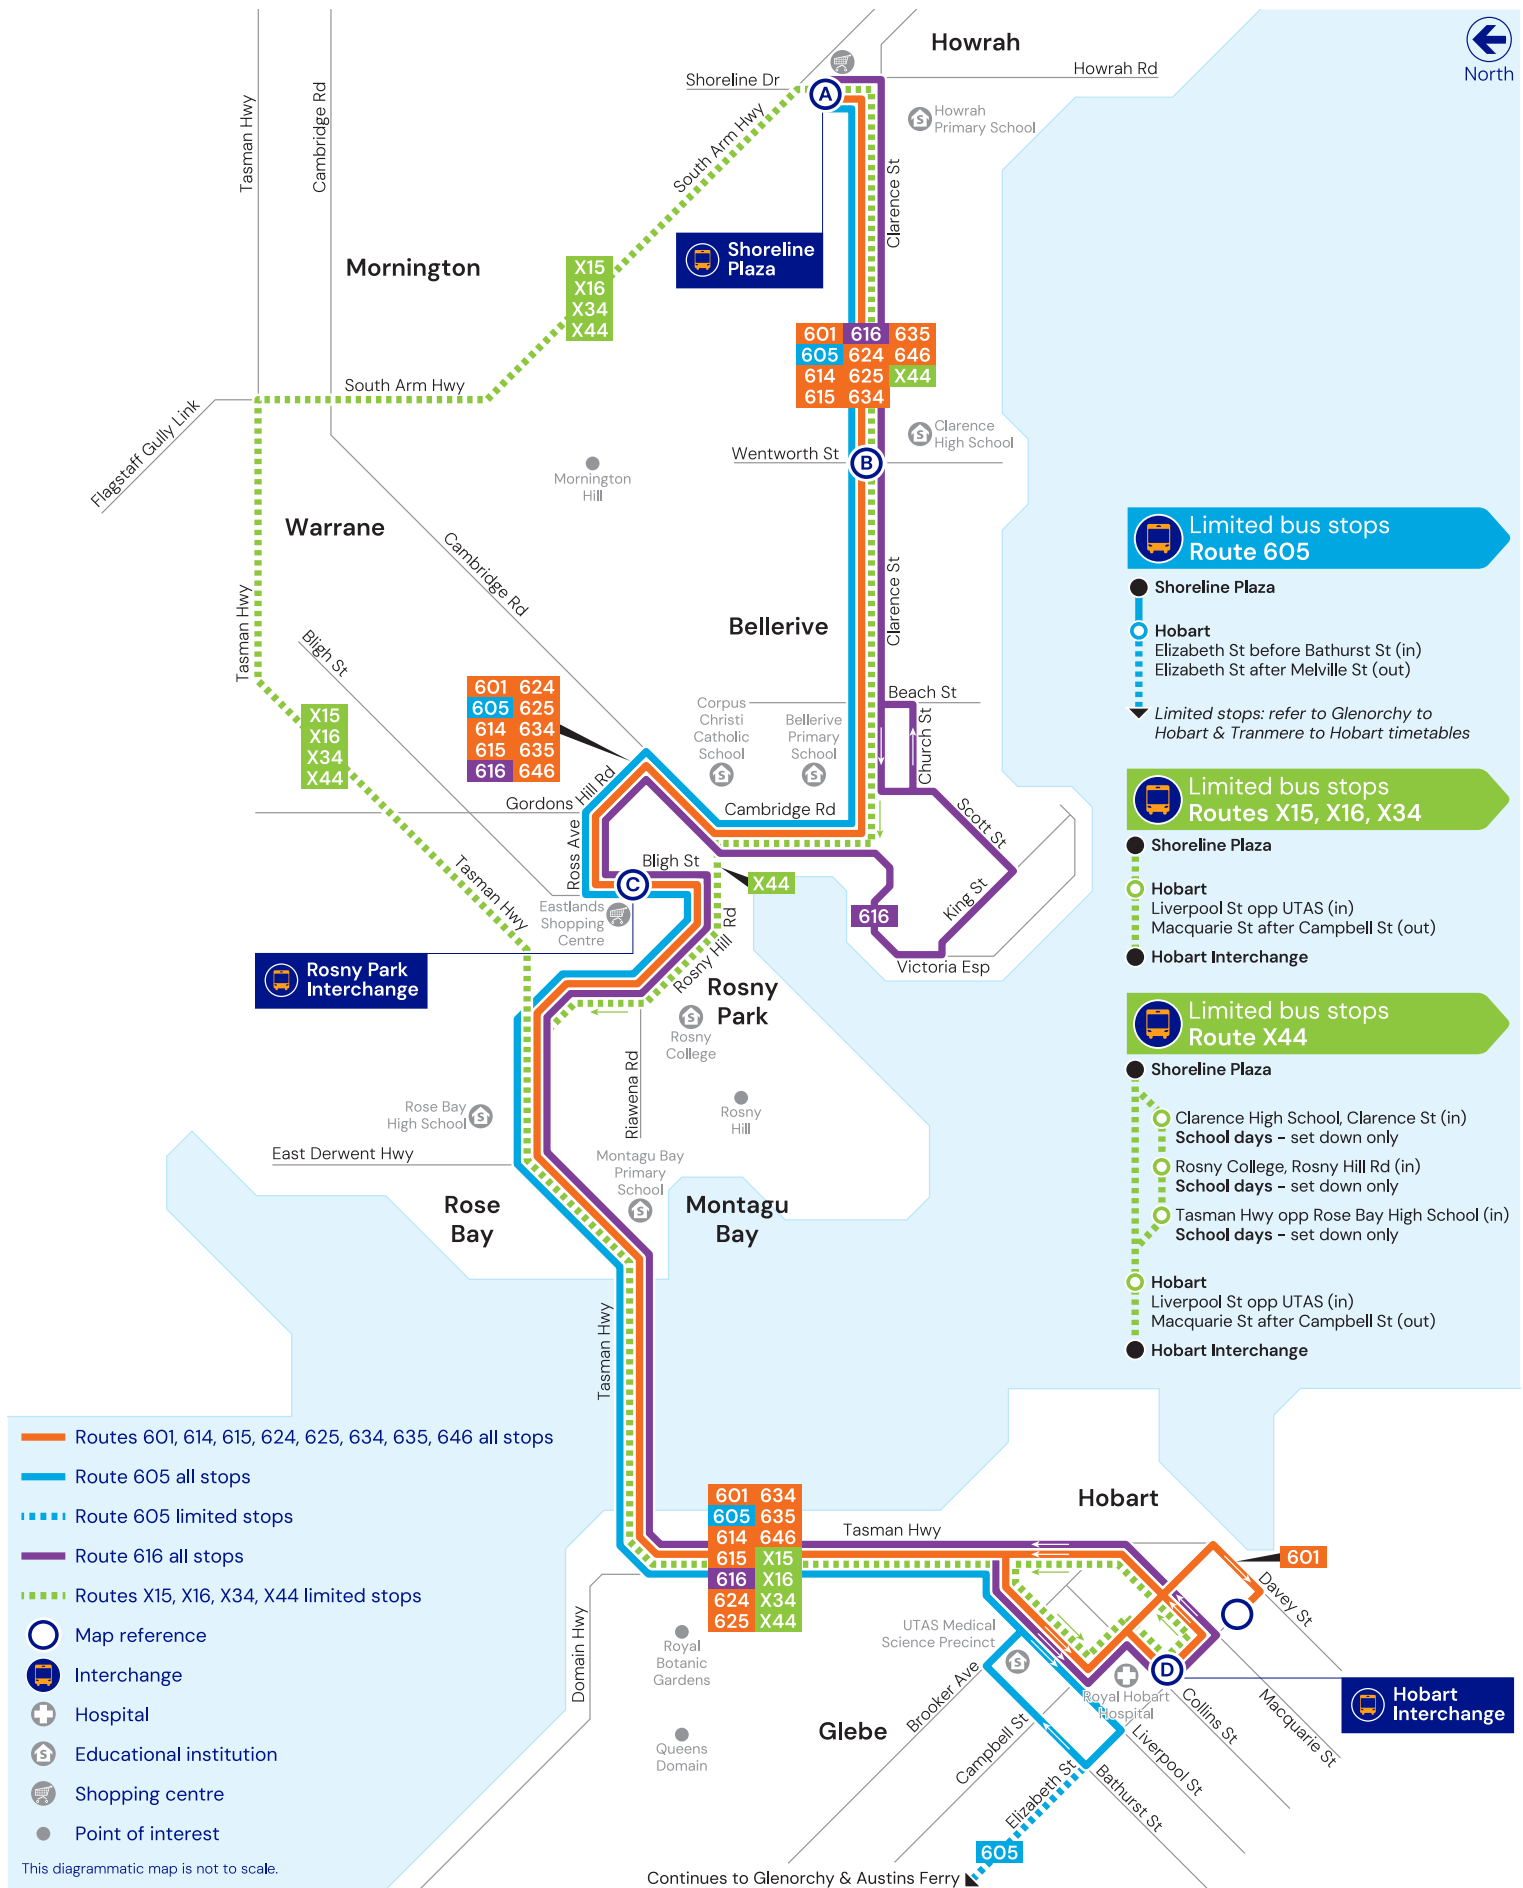 Howrah
North
Shoreline Dr
Howrah Rd
A
Tasman Hwy
Cambridge Rd
South Arm Hwy
Howrah
Primary School
Clarence St
Shoreline
Plaza
Mornington
X15
X16
X34
X44
601 616 635
605 624 646
614 625 X44
615 634
South Arm Hwy
Flagstaff Gully Link
Clarence
High School
Wentworth St
B
Mornington
Hill
Warrane
Cambridge Rd
Clarence St
Tasman Hwy
Bligh St
Bellerive
601 624
605 625
614 634
615 635
616 646
Beach St
Church St
Corpus
Christi
Catholic
School
Bellerive
Primary
School
X15
X16
X34
X44
Gordons Hill Rd
Cambridge Rd
Scott St
Ross Ave
Bligh St
Tasman Hwy
C
X44
King St
Eastlands
Shopping
Centre
616
Rosny Hill Rd
Victoria Esp
Rosny Park
Interchange
Rosny
Park
Rosny
College
Riawena Rd
Rosny
Hill
Rose Bay
High School
East Derwent Hwy
Montagu Bay
Primary
School
Rose
Bay
Montagu
Bay
Tasman Hwy
Limited bus stops
Route 605
Shoreline Plaza
Hobart
Elizabeth St before Bathurst St (in)
Elizabeth St after Melville St (out)
Limited stops: refer to Glenorchy to
Hobart & Tranmere to Hobart timetables
Limited bus stops
Routes X15, X16, X34
Shoreline Plaza
Hobart
Liverpool St opp UTAS (in)
Macquarie St after Campbell St (out)
Hobart Interchange
Limited bus stops
Route X44
Shoreline Plaza
Clarence High School, Clarence St (in)
School days - set down only
Rosny College, Rosny Hill Rd (in)
School days - set down only
Tasman Hwy opp Rose Bay High School (in)
School days - set down only
Hobart
Liverpool St opp UTAS (in)
Macquarie St after Campbell St (out)
Hobart Interchange
Routes 601, 614, 615, 624, 625, 634, 635, 646 all stops
Route 605 all stops
Route 605 limited stops
Route 616 all stops
Routes X15, X16, X34, X44 limited stops
Map reference
Interchange
Hospital
Educational institution
Shopping centre
Point of interest
This diagrammatic map is not to scale.
601 634
605 635
614 646
615 X15
616 X16
624 X34
625 X44
Tasman Hwy
Hobart
601
Davey St
UTAS Medical
Science Precinct
Domain Hwy
Royal
Botanic
Gardens
Brooker Ave
Royal Hobart
Hospital
D
Collins St
Macquarie St
Hobart
Interchange
Glebe
Queens
Domain
Campbell St
Liverpool St
Elizabeth St
Bathurst St
605
Continues to Glenorchy & Austins Ferry